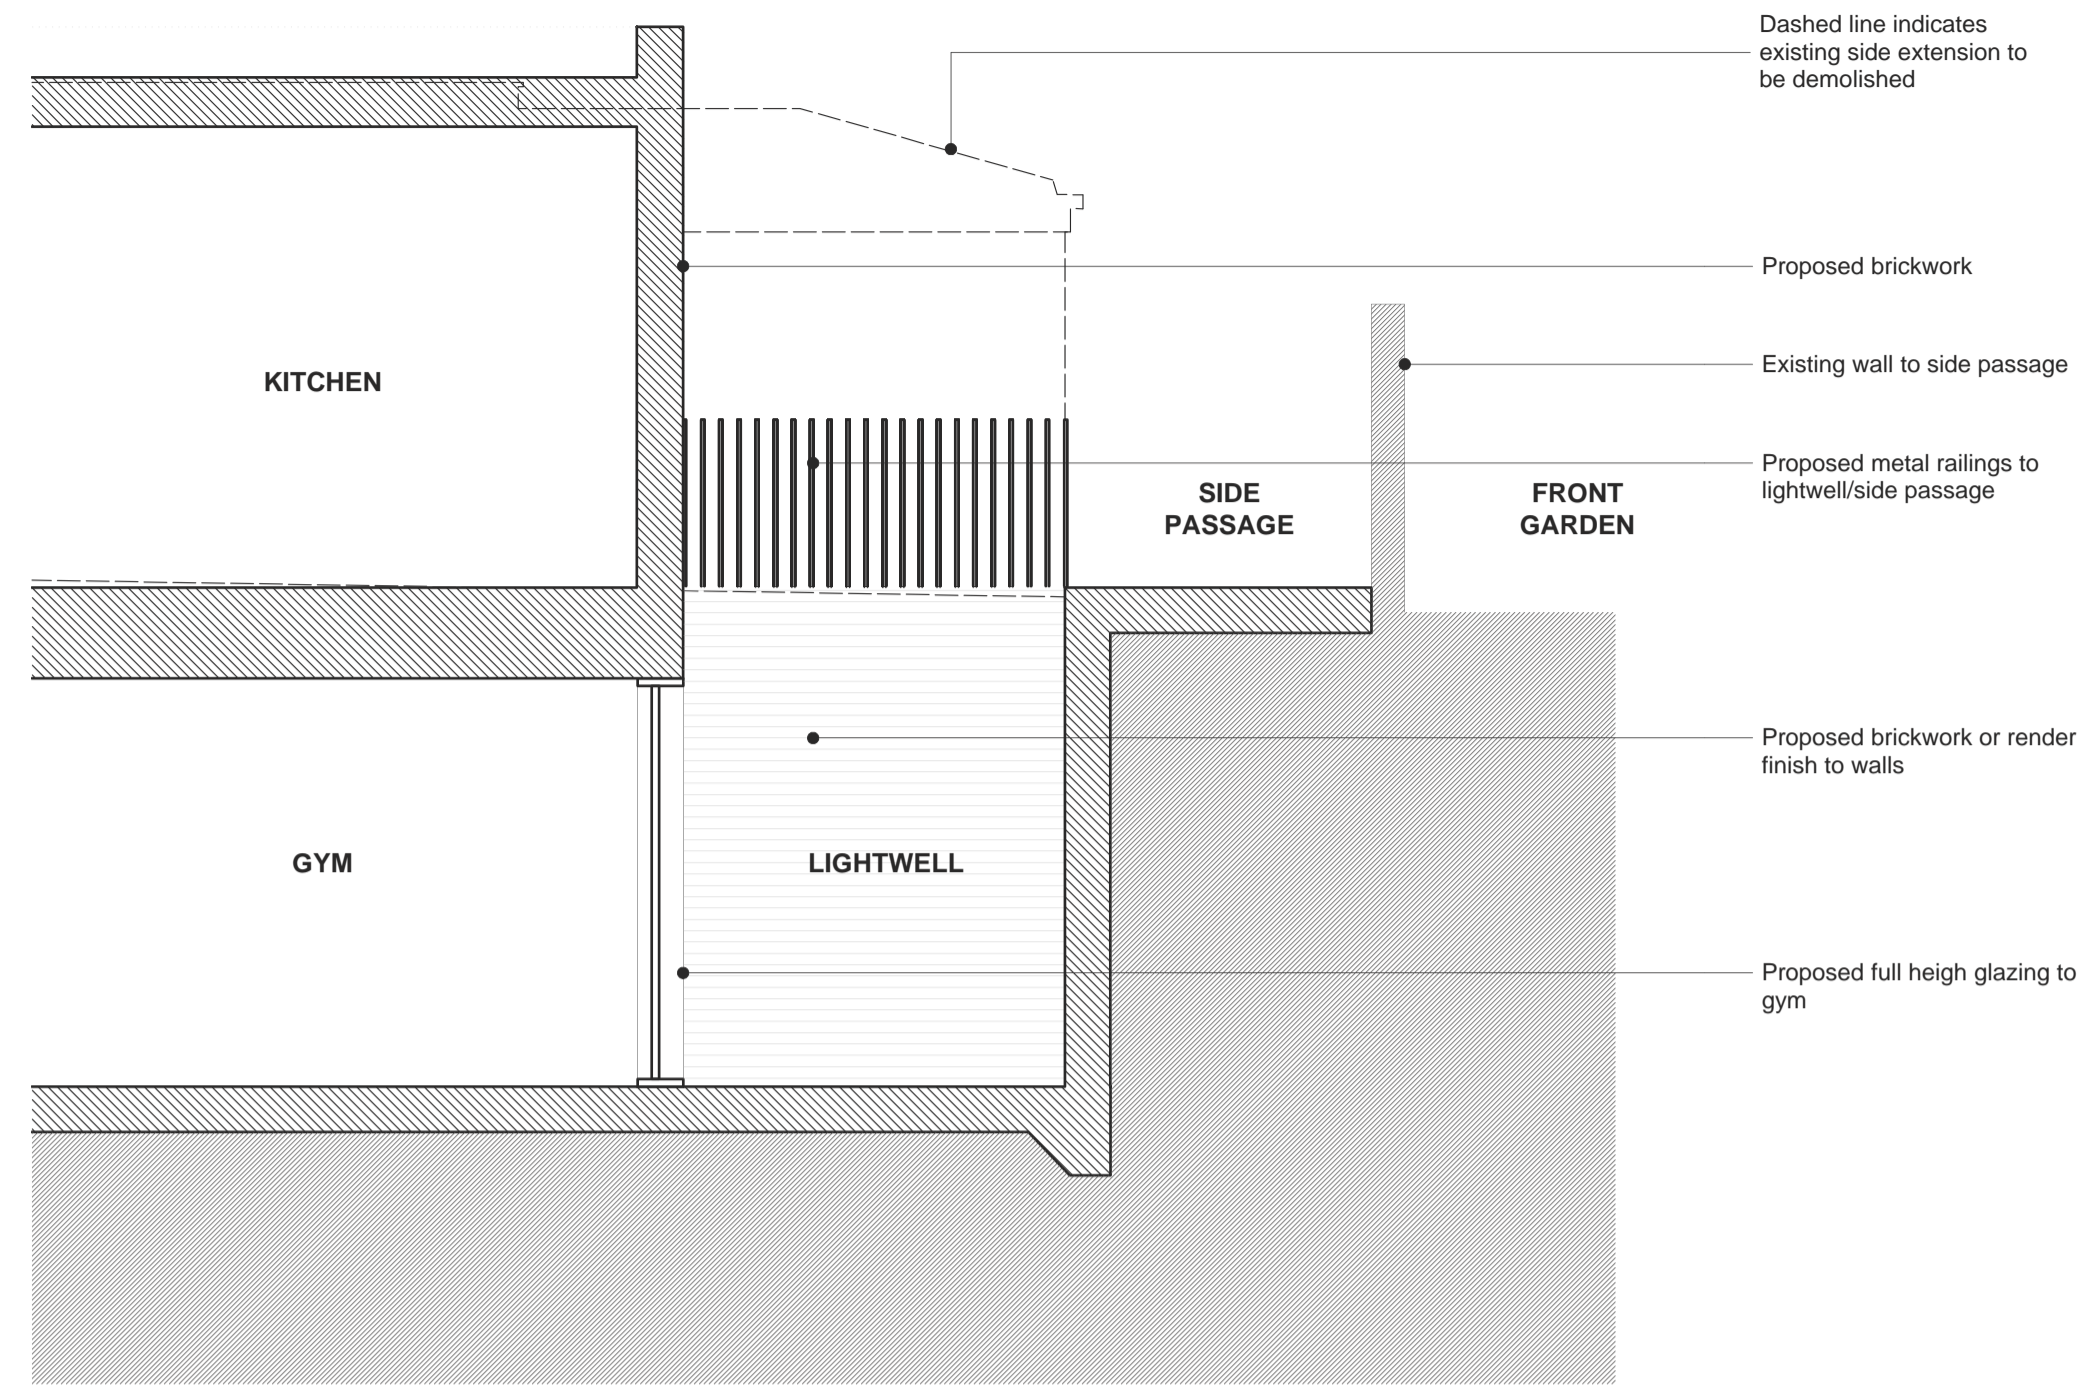 Dashed line indicates
existing side extension to
be demolished
Proposed brickwork
Existing wall to side passage
KITCHEN
Proposed metal railings to
lightwell/side passage
SIDE
PASSAGE
FRONT
GARDEN
Proposed brickwork or render
finish to walls
GYM
LIGHTWELL
Proposed full heigh glazing to
gym